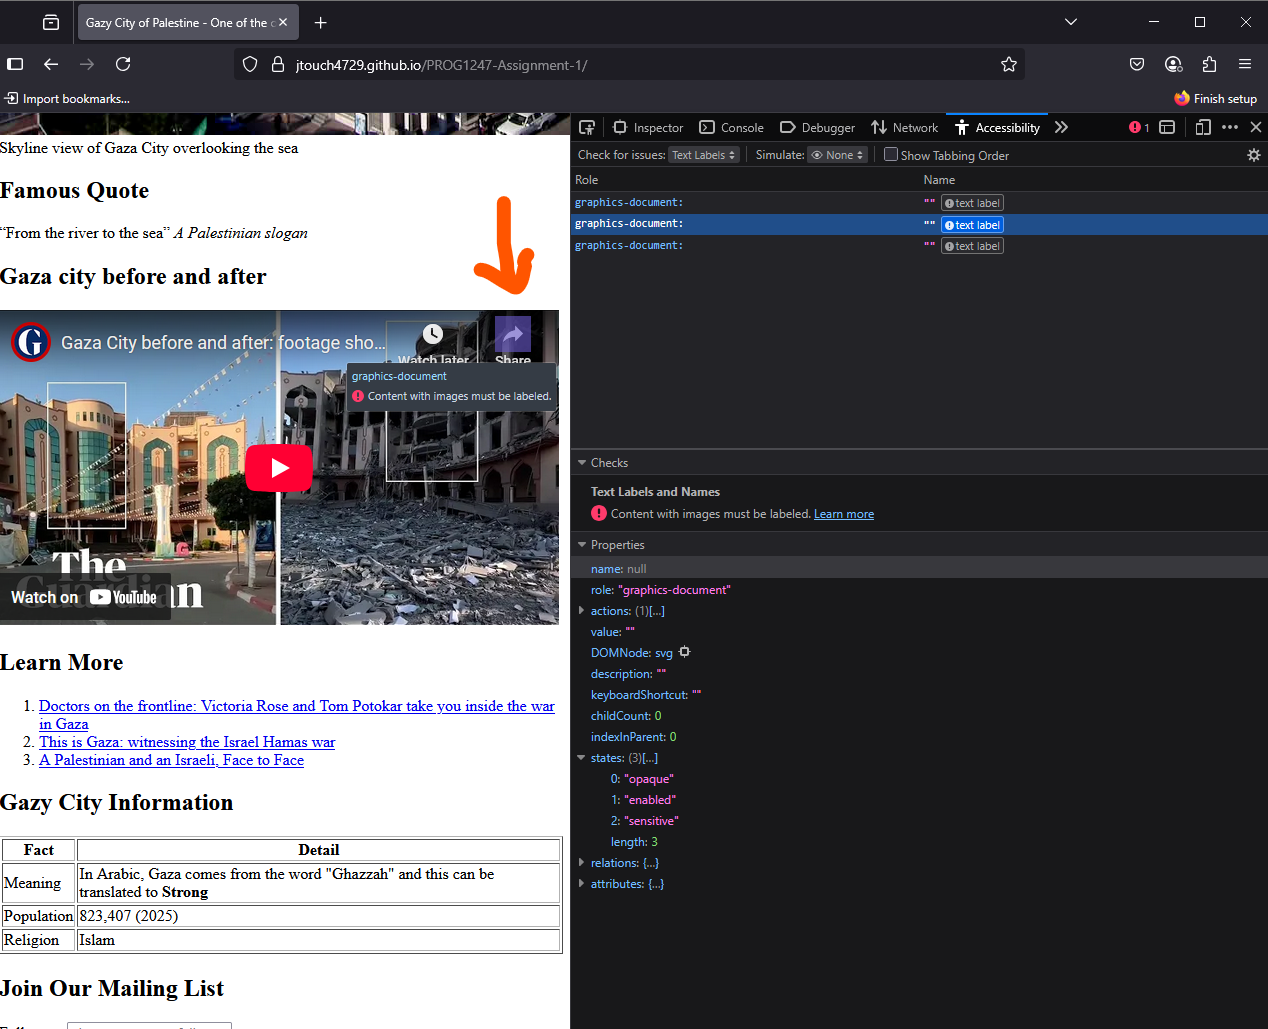 Gazy City of Palestine - One of the c
jtouch4729.github.io/PROG1247-Assignment-1/
Import bookmarks...
Finish setup
Skyline view of Gaza City overlooking the sea
Famous Quote
“From the river to the sea” A Palestinian slogan
Gaza city before and after
Gaza City before and after: footage sho...
Watch later
Share
graphics-document
Content with images must be labeled.
The
Guardian
Watch on YouTube
Learn More
1. Doctors on the frontline: Victoria Rose and Tom Potokar take you inside the war
in Gaza
2. This is Gaza: witnessing the Israel Hamas war
3. A Palestinian and an Israeli, Face to Face
Gazy City Information
Fact Detail
Meaning In Arabic, Gaza comes from the word "Ghazzah" and this can be
translated to Strong
Population 823,407 (2025)
Religion Islam
Join Our Mailing List
Inspector Console Debugger Network Accessibility 1
Check for issues: Text Labels Simulate: None Show Tabbing Order
Role Name
graphics-document: "" text label
graphics-document: "" text label
graphics-document: "" text label
Checks
Text Labels and Names
Content with images must be labeled. Learn more
Properties
name: null
role: "graphics-document"
actions: (1)[...]
value: ""
DOMNode: svg
description: ""
keyboardShortcut: ""
childCount: 0
indexInParent: 0
states: (3)[...]
0: "opaque"
1: "enabled"
2: "sensitive"
length: 3
relations: {...}
attributes: {...}